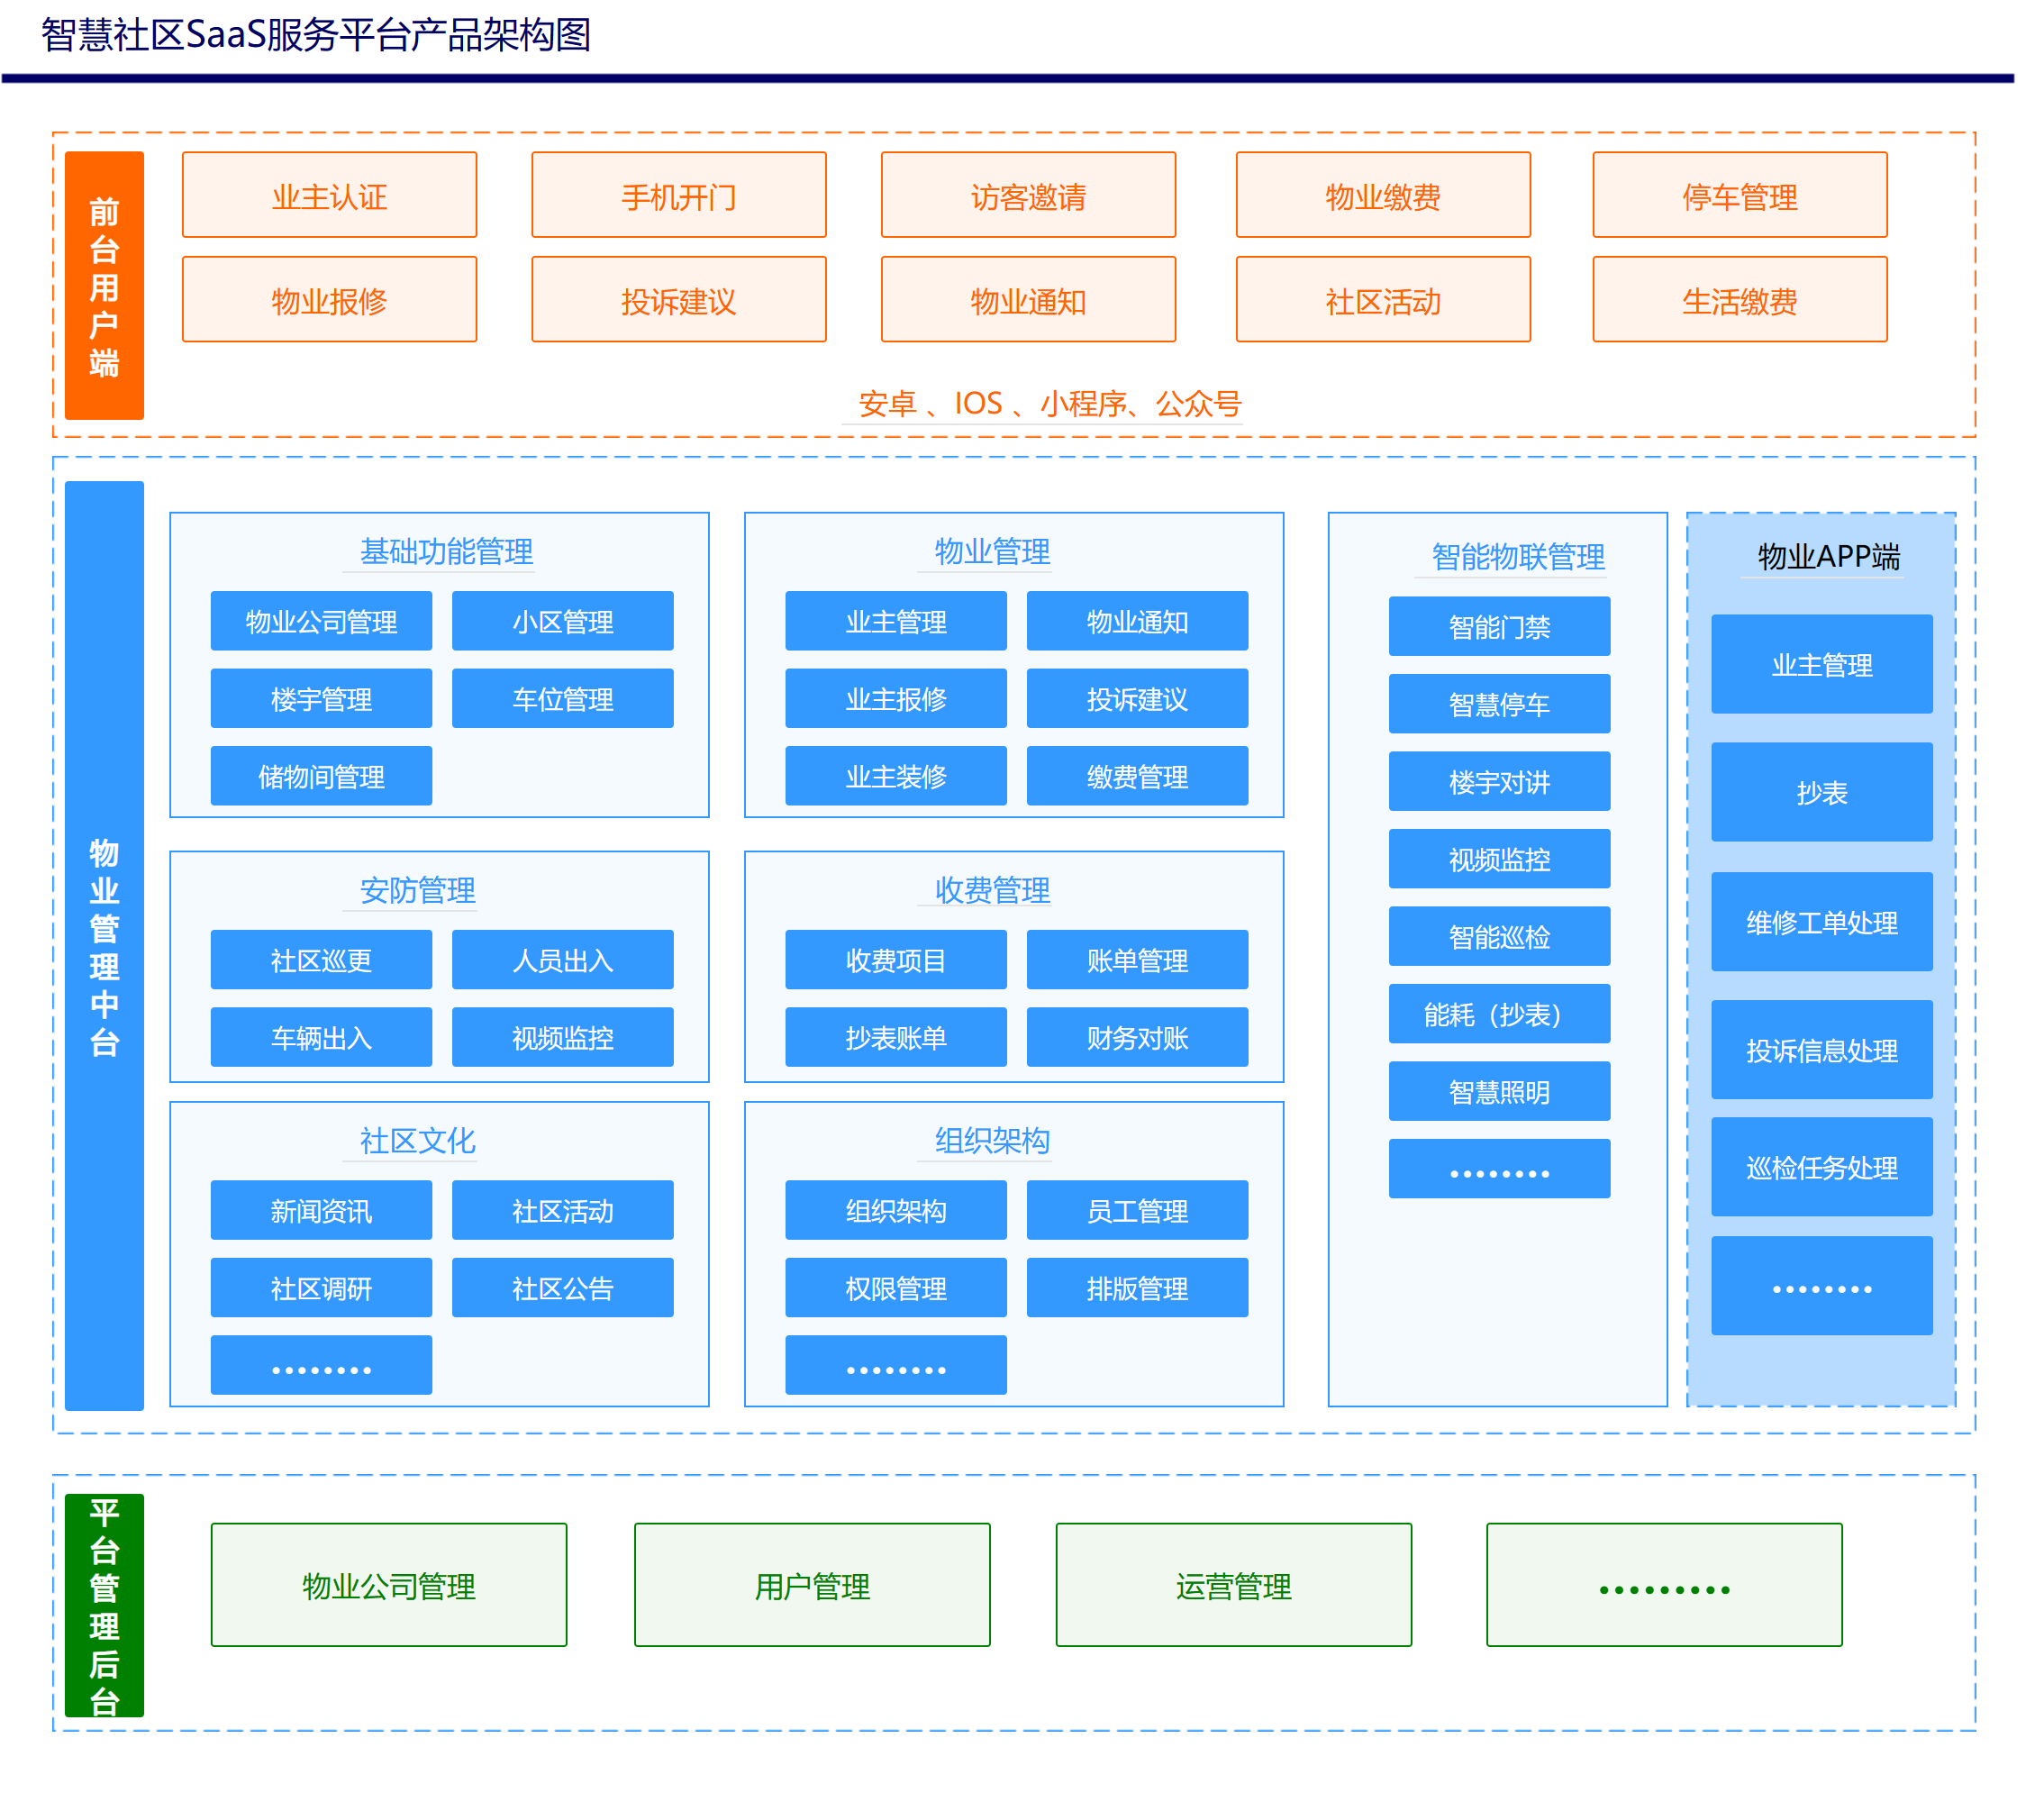 智慧社区SaaS服务平台产品架构图
前台用户端
业主认证
手机开门
访客邀请
物业缴费
停车管理
物业报修
投诉建议
物业通知
社区活动
生活缴费
安卓 、IOS 、小程序、公众号
物业管理中台
基础功能管理
物业公司管理
小区管理
楼宇管理
车位管理
储物间管理
物业管理
业主管理
物业通知
业主报修
投诉建议
业主装修
缴费管理
安防管理
社区巡更
人员出入
车辆出入
视频监控
收费管理
收费项目
账单管理
抄表账单
财务对账
社区文化
新闻资讯
社区活动
社区调研
社区公告
••••••••
组织架构
组织架构
员工管理
权限管理
排版管理
••••••••
智能物联管理
智能门禁
智慧停车
楼宇对讲
视频监控
智能巡检
能耗（抄表）
智慧照明
••••••••
物业APP端
业主管理
抄表
维修工单处理
投诉信息处理
巡检任务处理
••••••••
平台管理后台
物业公司管理
用户管理
运营管理
•••••••••